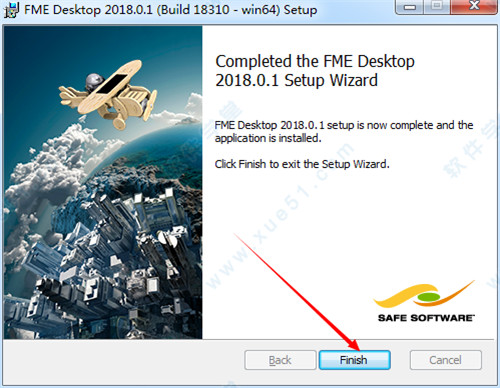 FME Desktop 2018.0.1 (Build 18310 - win64) Setup
Completed the FME Desktop
2018.0.1 Setup Wizard
FME Desktop 2018.0.1 setup is now complete and the
application is installed.
Click Finish to exit the Setup Wizard.
www.xue51.com
软件学堂
SAFE SOFTWARE
Back
Finish
Cancel